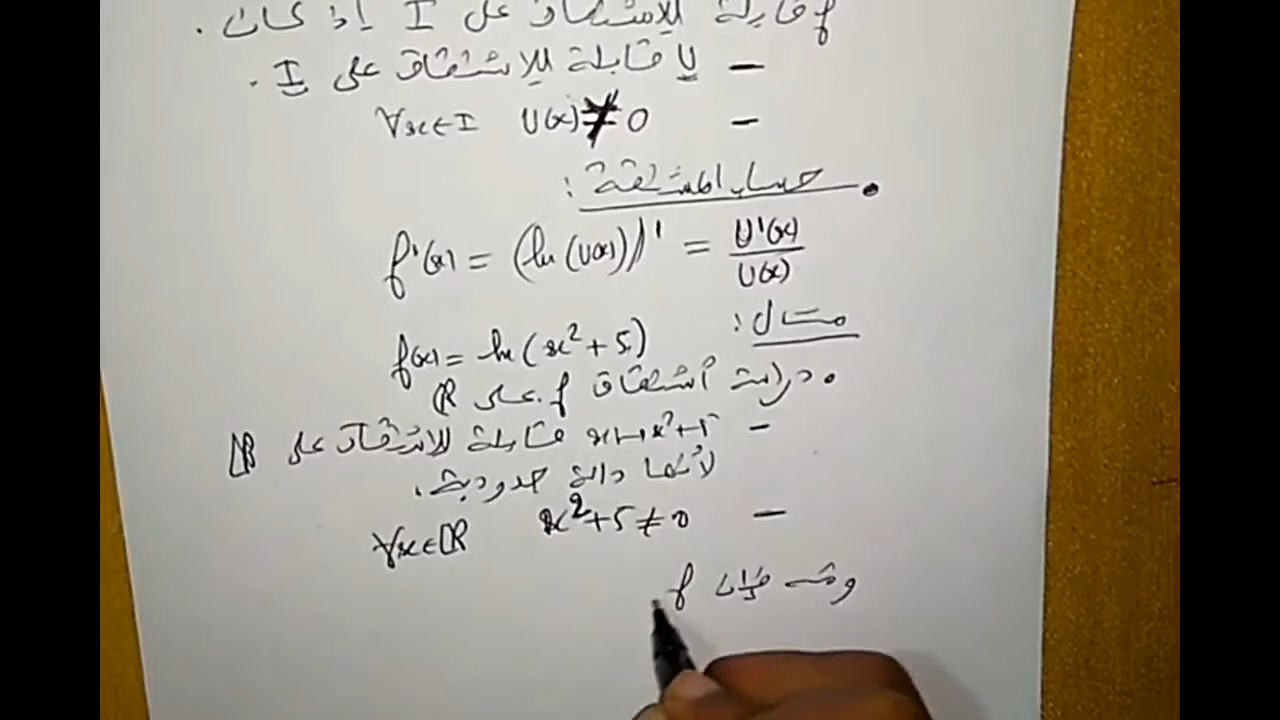 f قابلة للاشتقاق على I إذا كانت .
- U قابلة للاشتقاق على I .
- ∀x∈I U(x)≠0
• حساب المشتقة :
f'(x) = (ln(U(x)))' = U'(x)/U(x)
مثال :
f(x) = ln(x²+5)
• دراسة اشتقاق f على ℝ
- x↦x²+5 قابلة للاشتقاق على ℝ
لأنها دالة حدودية .
- ∀x∈ℝ x²+5≠0
ومنه فإن f